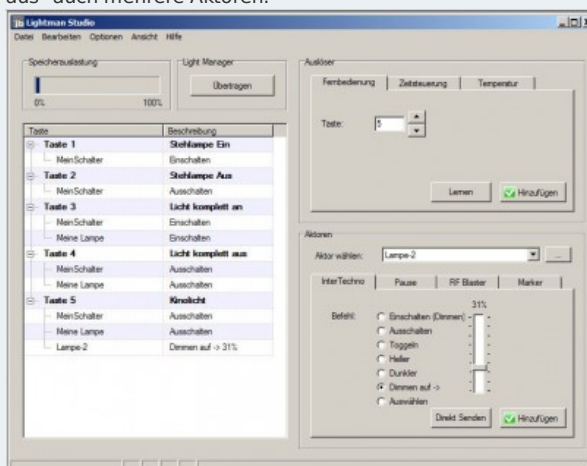 aus" auch mehrere Aktoren.
Lightman Studio
Datei Bearbeiten Optionen Ansicht Hilfe
Speicherauslastung
0% 100%
Light Manager
Übertragen
Taste Beschreibung
Taste 1 Stehlampe Ein
MeinSchalter Einschalten
Taste 2 Stehlampe Aus
MeinSchalter Ausschalten
Taste 3 Licht komplett an
MeinSchalter Einschalten
Meine Lampe Einschalten
Taste 4 Licht komplett aus
MeinSchalter Ausschalten
Meine Lampe Ausschalten
Taste 5 Kinolicht
MeinSchalter Ausschalten
Meine Lampe Ausschalten
Lampe-2 Dimmen auf -> 31%
Auslöser
Fernbedienung Zeitsteuerung Temperatur
Taste: 5
Lernen Hinzufügen
Aktoren
Aktor wählen: Lampe-2 ...
InterTechno Pause RF Blaster Marker
31%
Befehl: Einschalten (Dimmen)
Ausschalten
Toggeln
Heller
Dunkler
Dimmen auf ->
Auswählen
Direkt Senden Hinzufügen